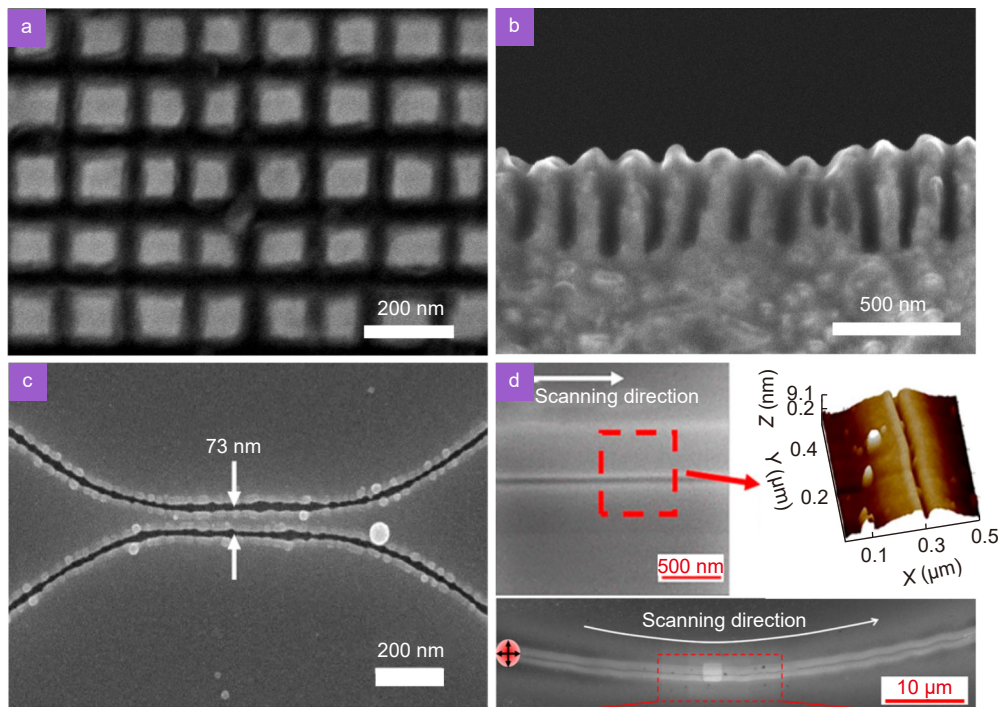 a
200 nm
b
500 nm
c
73 nm
200 nm
d
Scanning direction
500 nm
Z (nm)
9.1
0.2
Y (μm)
0.4
0.2
0.1
0.3
0.5
X (μm)
Scanning direction
10 μm